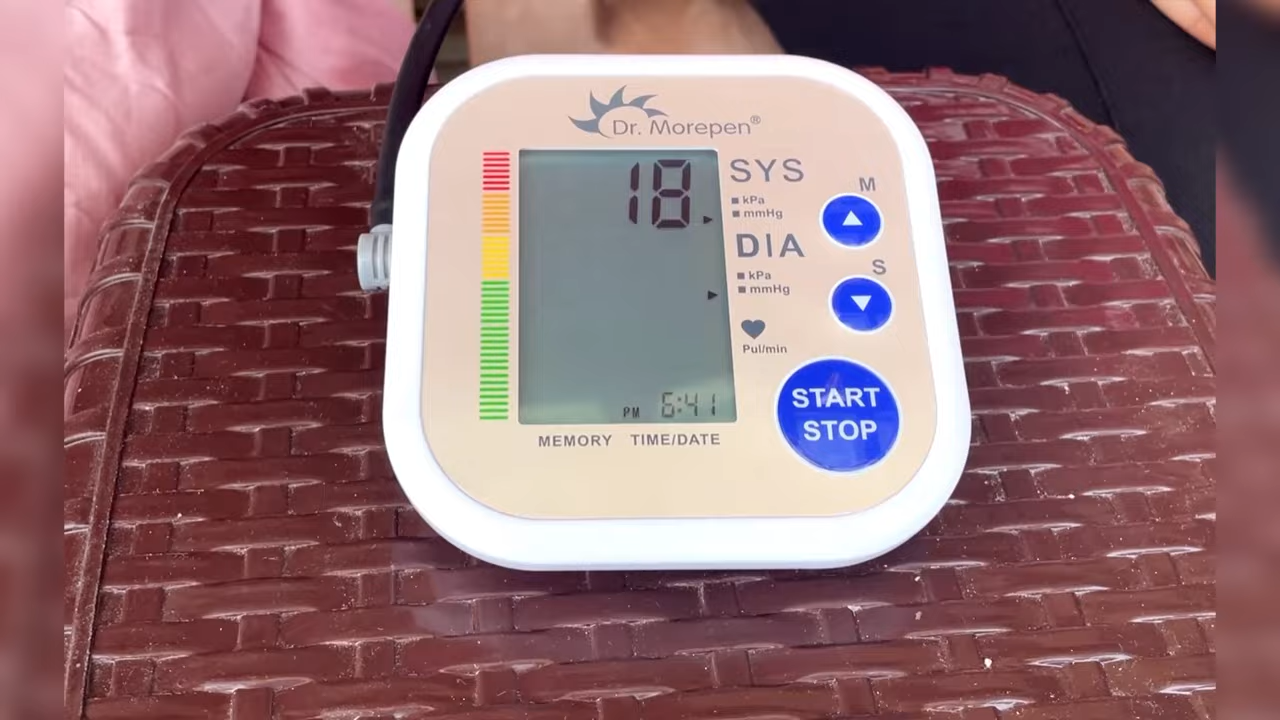 Dr. Morepen®
18
SYS
kPa
mmHg
M
DIA
kPa
mmHg
S
Pul/min
START
STOP
PM 6:41
MEMORY TIME/DATE